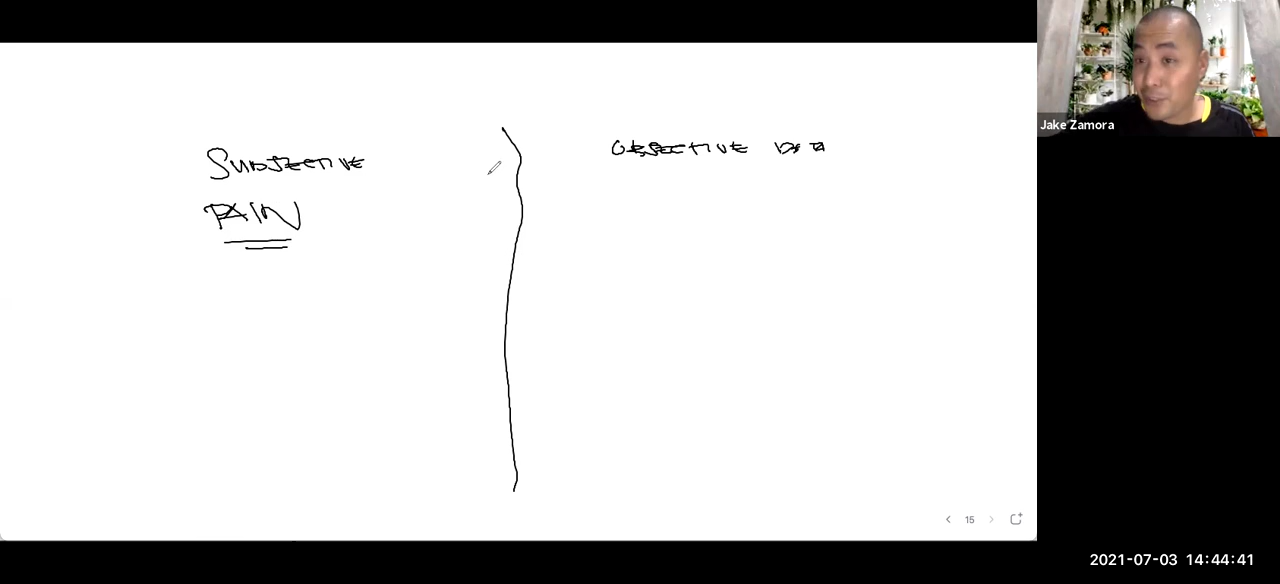 SUBJECTIVE
PAIN
OBJECTIVE
Jake Zamora
15
2021-07-03 14:44:41